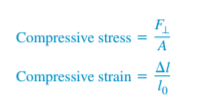 Compressive stress = F⊥/A
Compressive strain = Δl/l₀